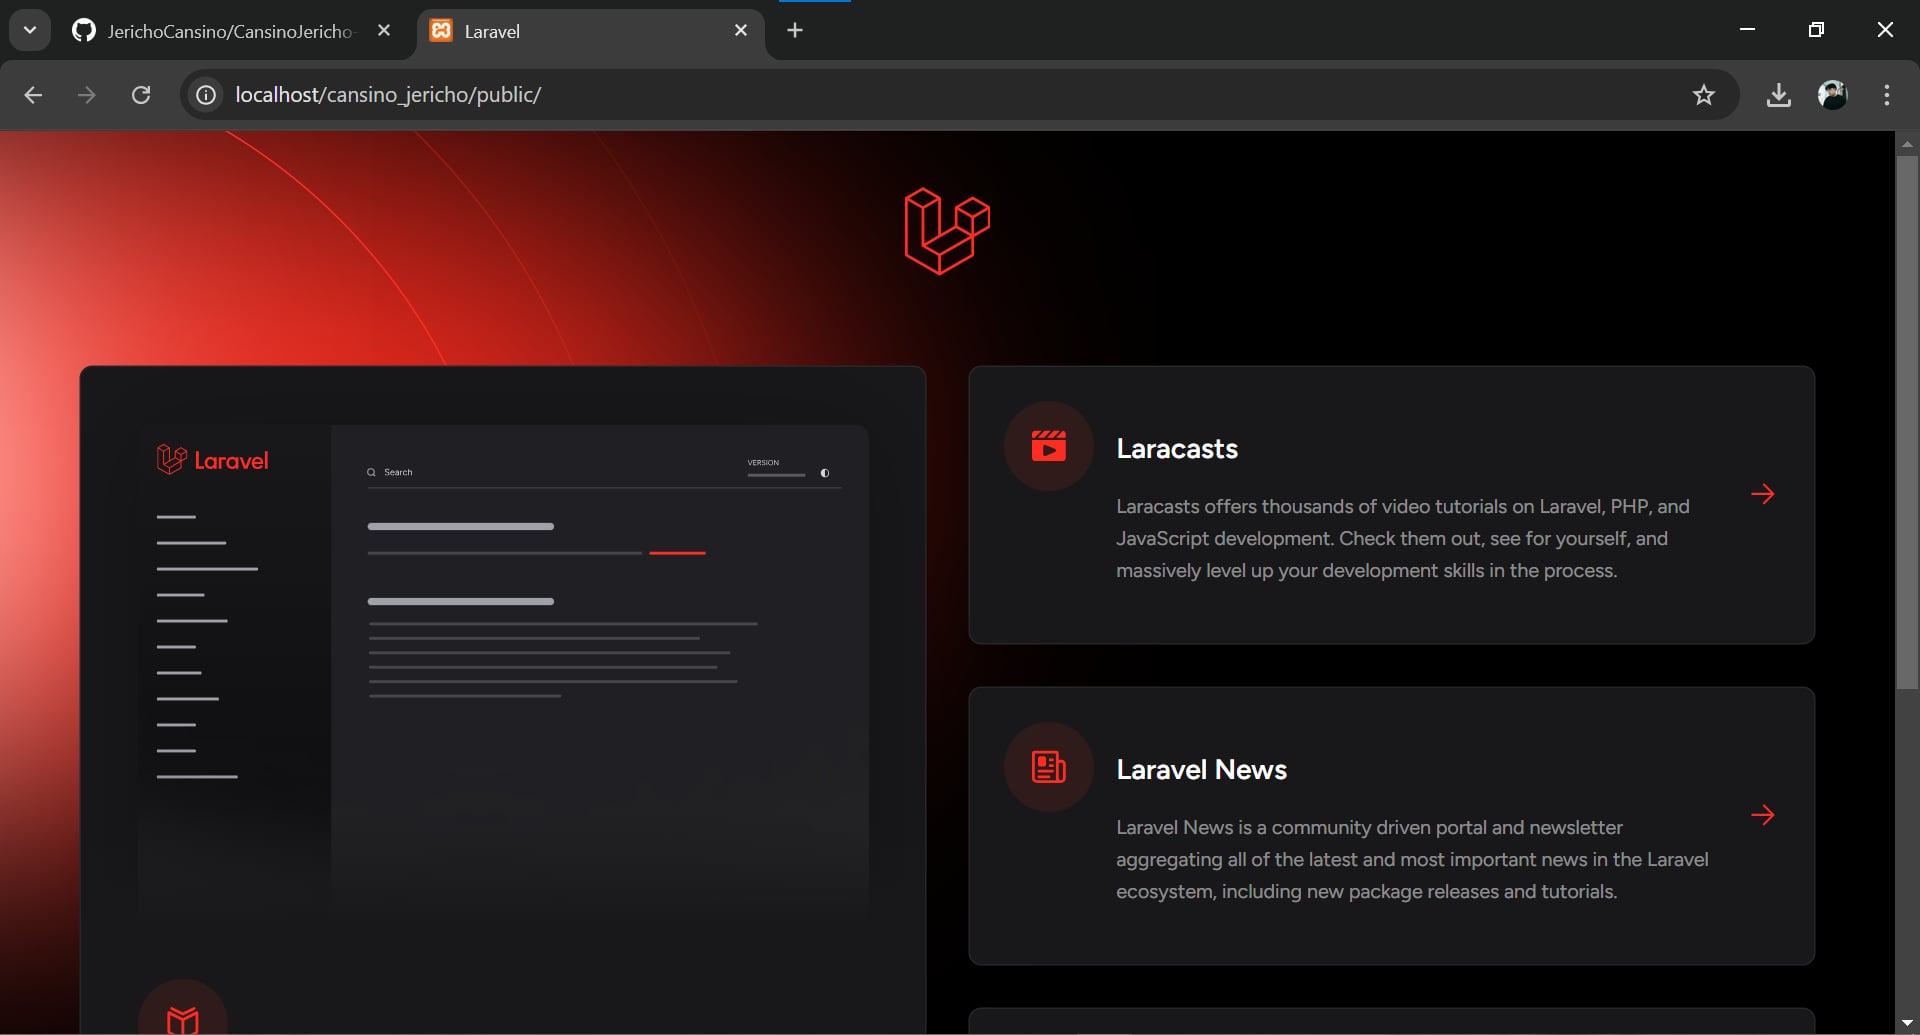 JerichoCansino/CansinoJericho-
Laravel
localhost/cansino_jericho/public/
Laravel
Search
VERSION
Laracasts
Laracasts offers thousands of video tutorials on Laravel, PHP, and
JavaScript development. Check them out, see for yourself, and
massively level up your development skills in the process.
Laravel News
Laravel News is a community driven portal and newsletter
aggregating all of the latest and most important news in the Laravel
ecosystem, including new package releases and tutorials.